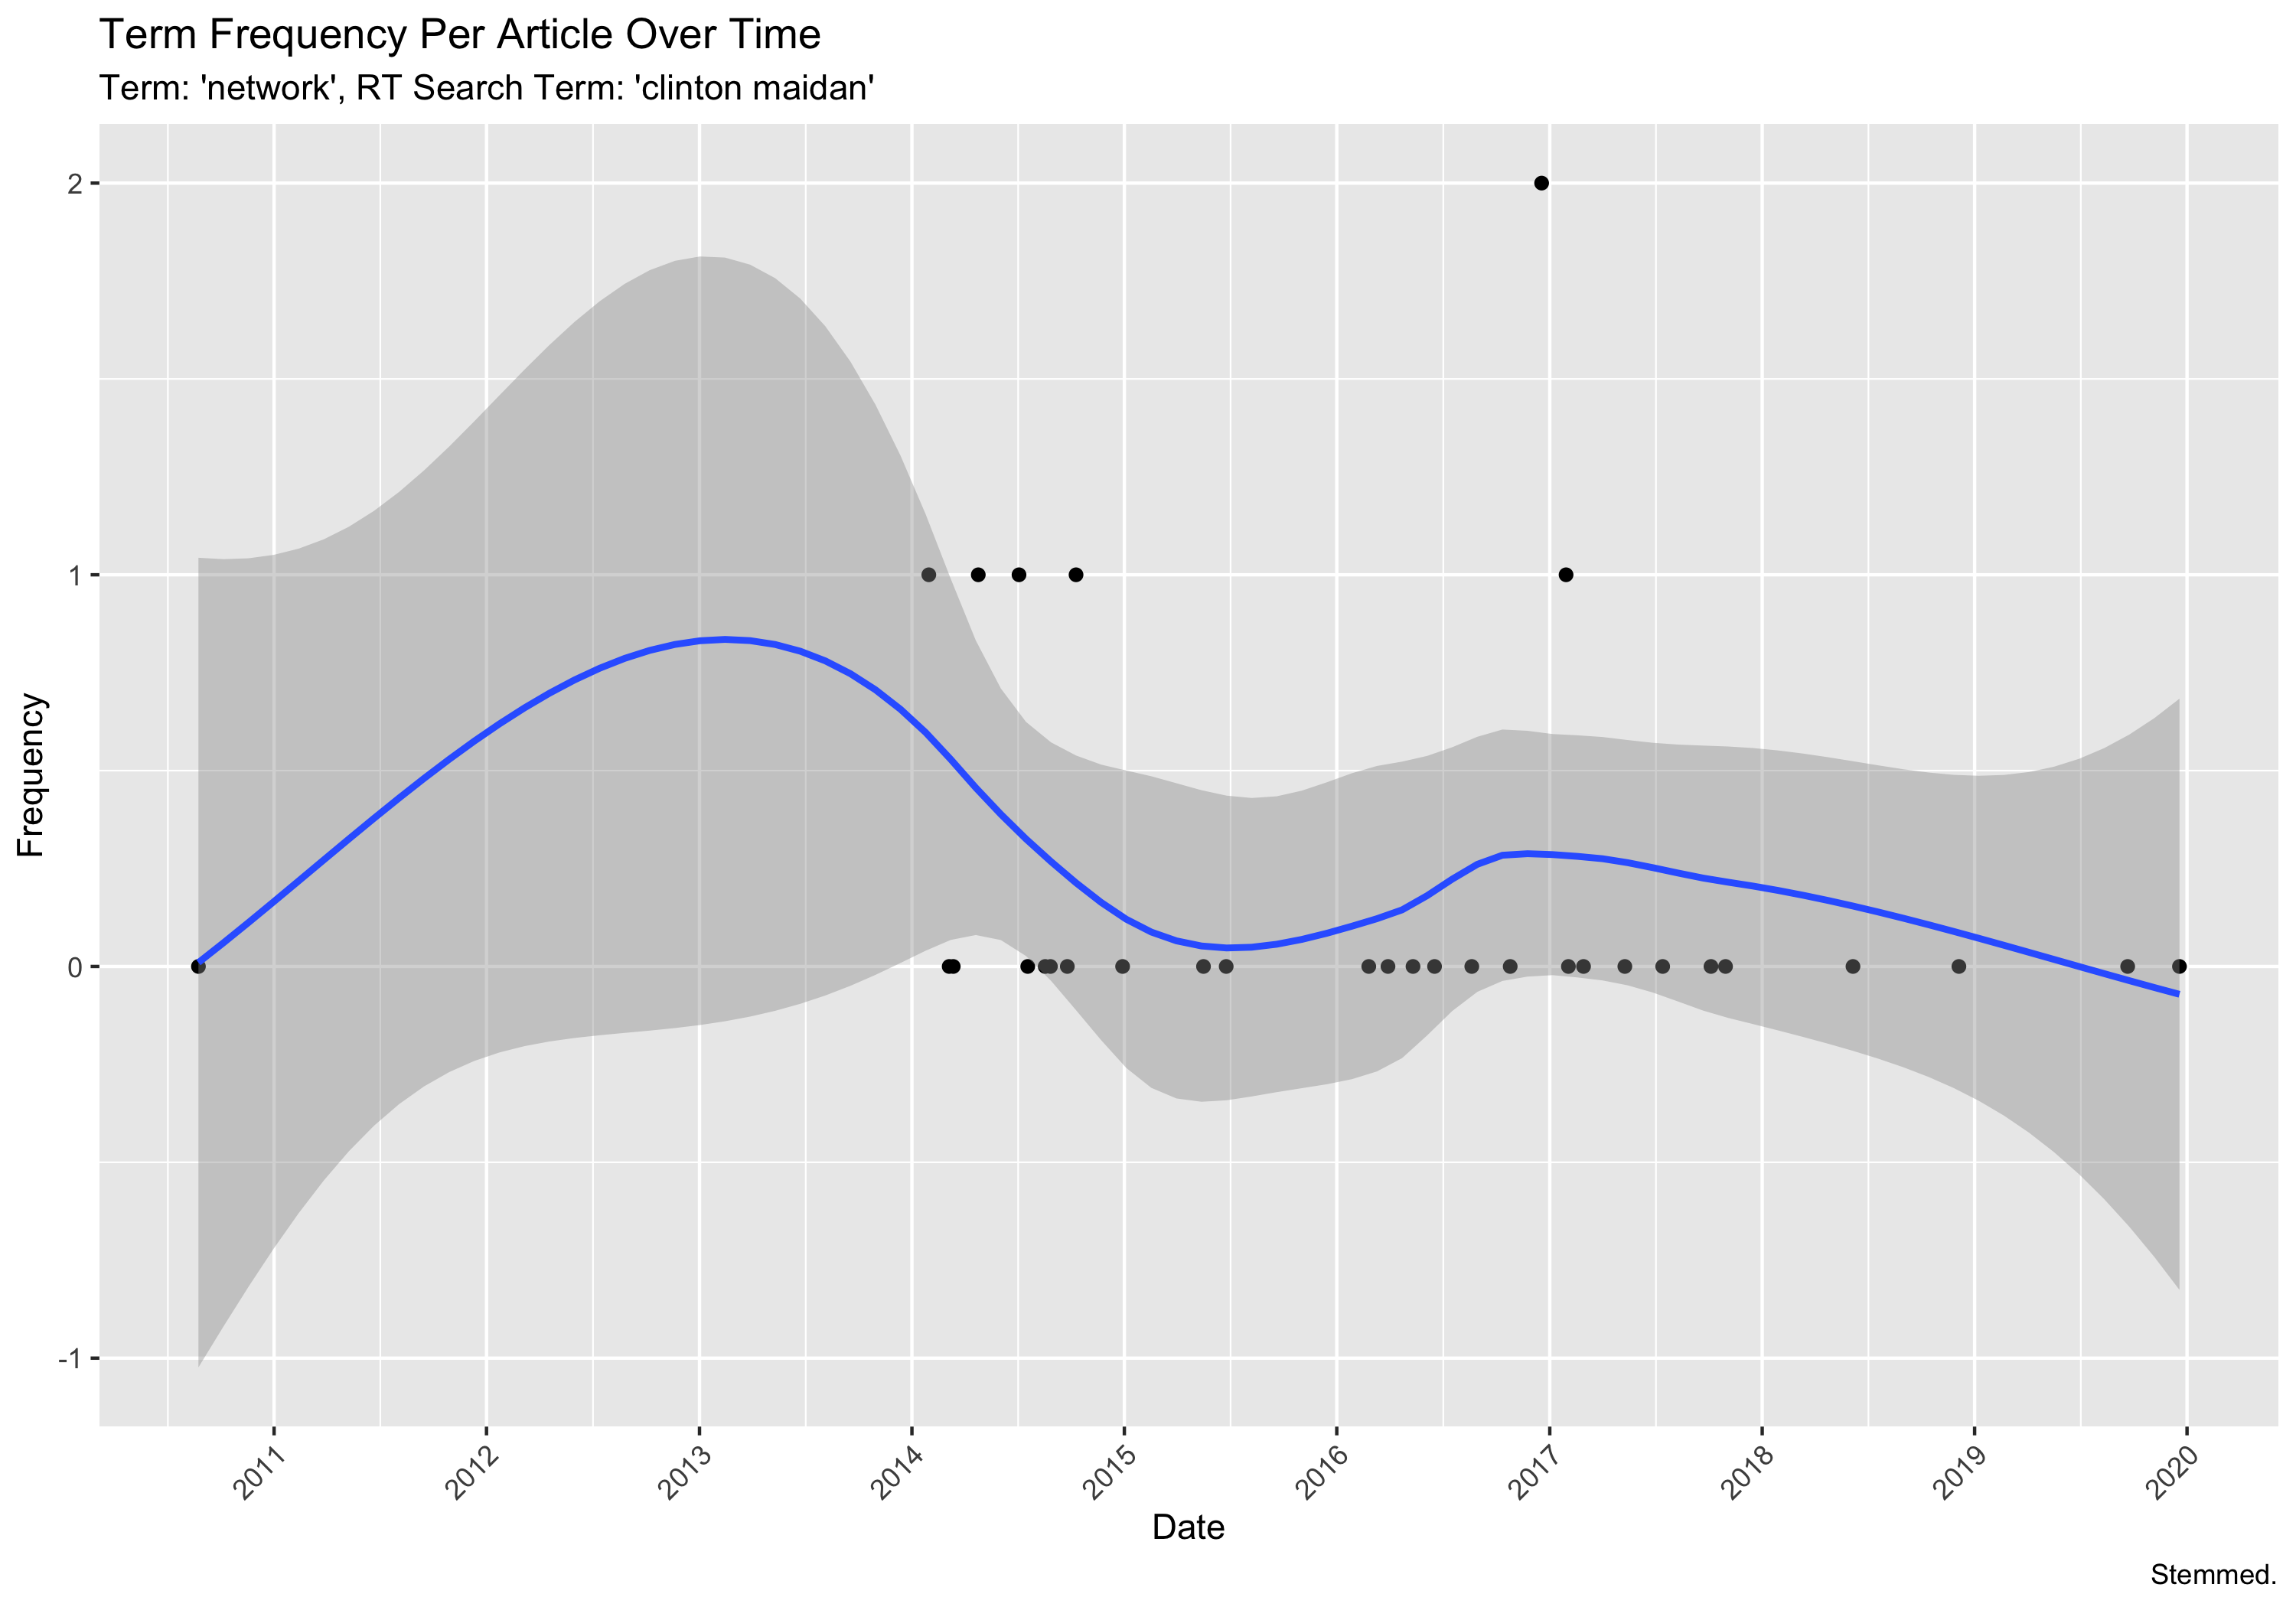 Term Frequency Per Article Over Time
Term: 'network', RT Search Term: 'clinton maidan'
2
1
0
-1
Frequency
2011
2012
2013
2014
2015
2016
2017
2018
2019
2020
Date
Stemmed.